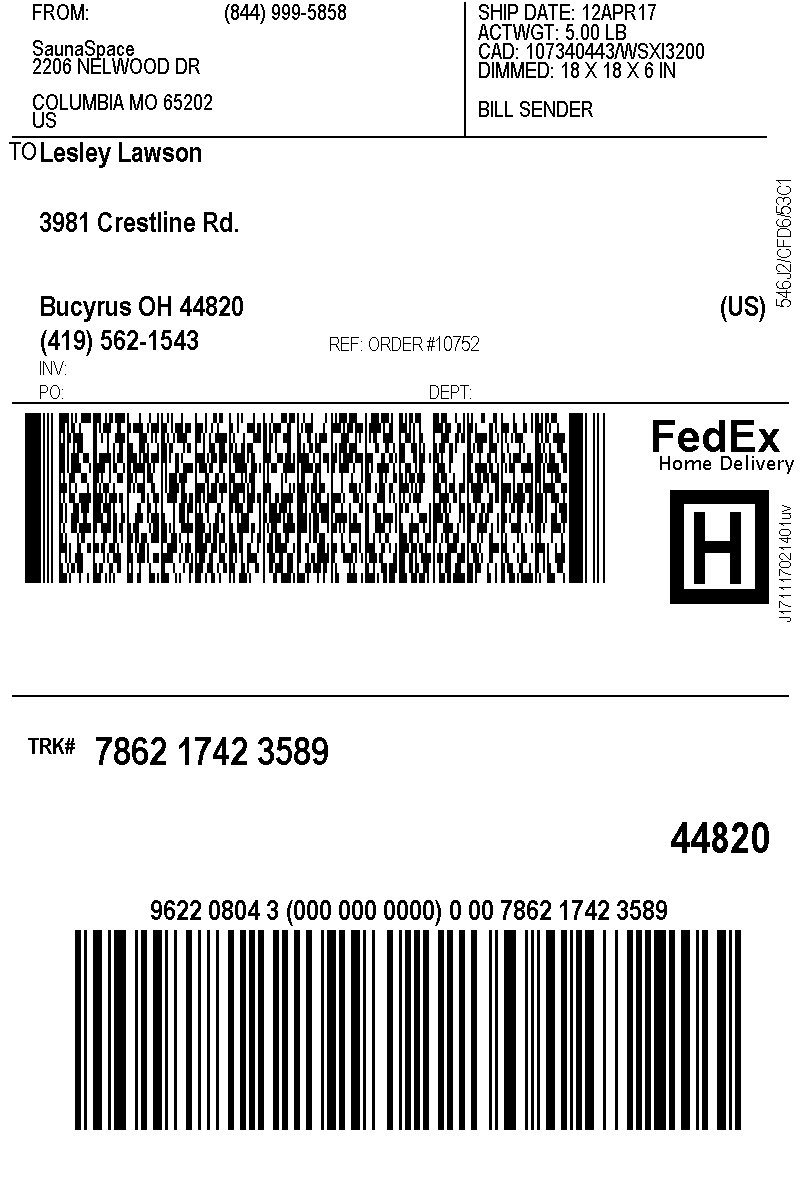 FROM: (844) 999-5858
SaunaSpace
2206 NELWOOD DR
COLUMBIA MO 65202
US
SHIP DATE: 12APR17
ACTWGT: 5.00 LB
CAD: 107340443/WSXI3200
DIMMED: 18 X 18 X 6 IN
BILL SENDER
TO Lesley Lawson
3981 Crestline Rd.
Bucyrus OH 44820 (US)
(419) 562-1543 REF: ORDER #10752
INV:
PO: DEPT:
546J2/CFD6/53C1
FedEx
Home Delivery
H
J171117021401uv
TRK# 7862 1742 3589
44820
9622 0804 3 (000 000 0000) 0 00 7862 1742 3589